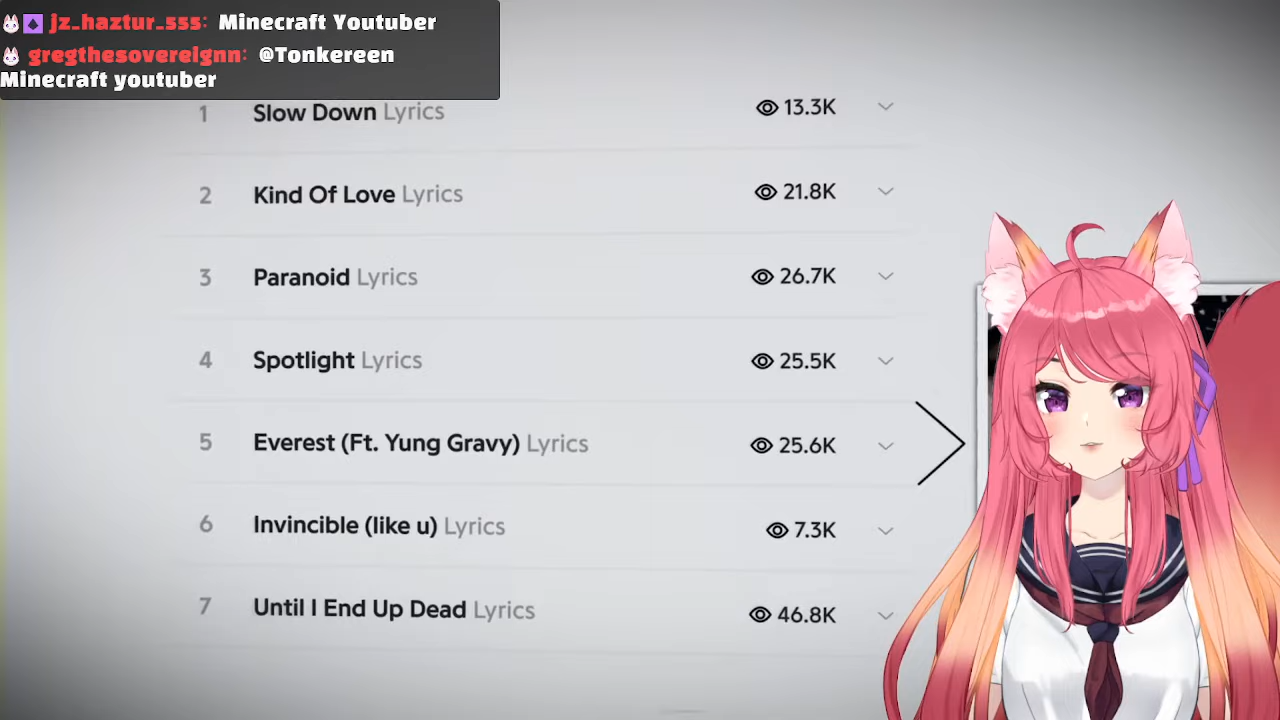 jz_haztur_555: Minecraft Youtuber
gregthesovereignn: @Tonkereen
Minecraft youtuber
1 Slow Down Lyrics 13.3K
2 Kind Of Love Lyrics 21.8K
3 Paranoid Lyrics 26.7K
4 Spotlight Lyrics 25.5K
5 Everest (Ft. Yung Gravy) Lyrics 25.6K
6 Invincible (like u) Lyrics 7.3K
7 Until I End Up Dead Lyrics 46.8K